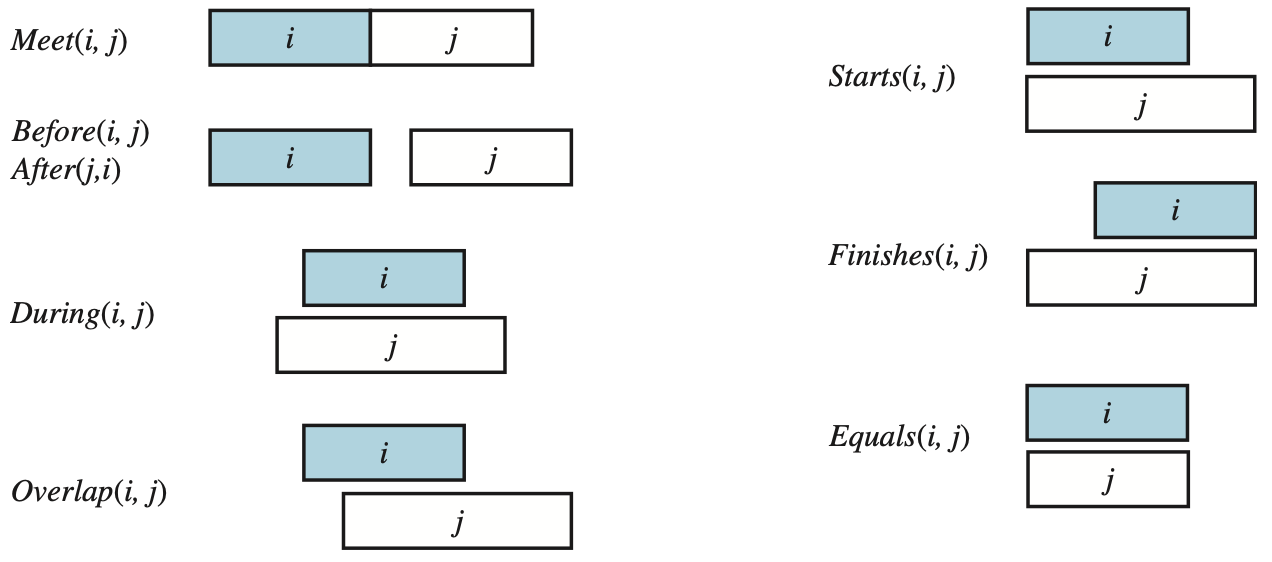 Meet(i, j)
i
j
Before(i, j)
After(j,i)
i
j
During(i, j)
i
j
Overlap(i, j)
i
j
Starts(i, j)
i
j
Finishes(i, j)
i
j
Equals(i, j)
i
j